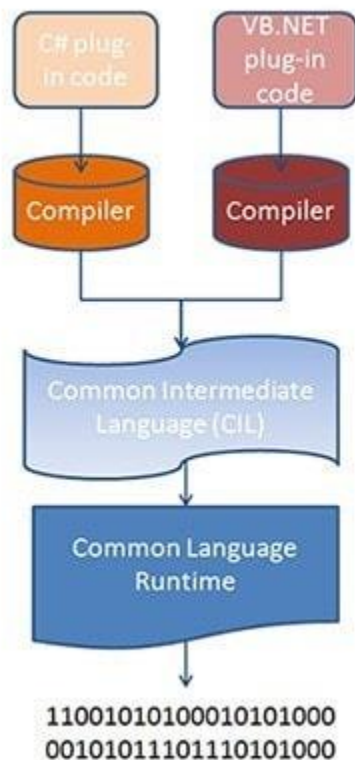 C# plug-
in code
VB.NET
plug-in
code
Compiler
Compiler
Common Intermediate
Language (CIL)
Common Language
Runtime
11001010100010101000
00101011101110101000